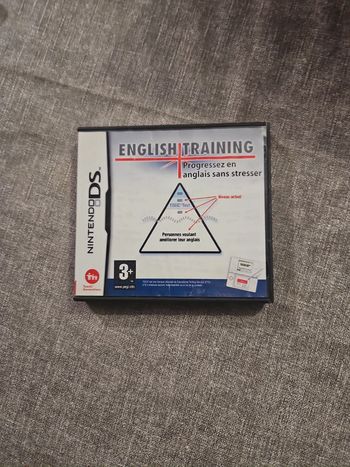 ENGLISH TRAINING
Progressez en
anglais sans stresser
Niveau actuel
Personnes voulant
améliorer leur anglais
NINTENDO DS
3+
www.pegi.info